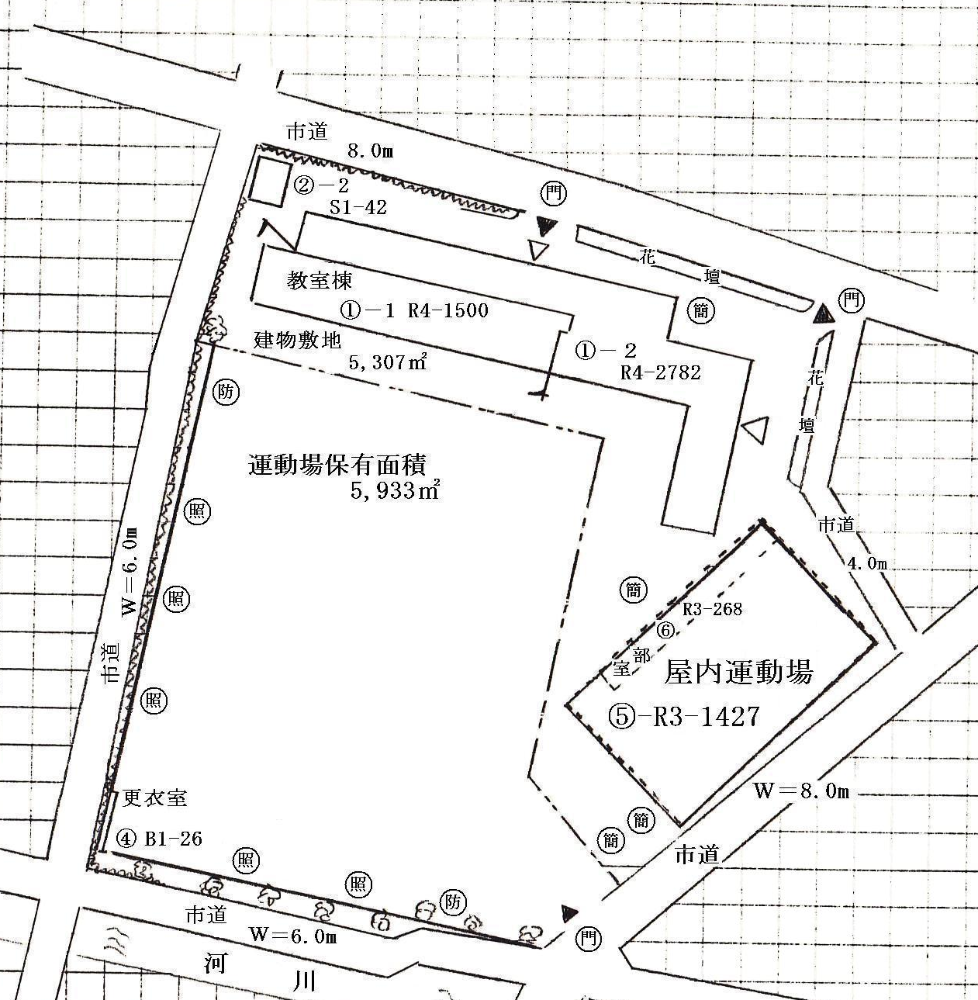 市道
8.0m
②－2
S1-42
門
花
壇
門
教室棟
①－1 R4-1500
簡
建物敷地
5,307㎡
①－2
R4-2782
花
壇
防
運動場保有面積
5,933㎡
照
市道
4.0m
W＝6.0m
市道
照
簡
R3-268
⑥
部
室
屋内運動場
⑤-R3-1427
照
更衣室
④ B1-26
W＝8.0m
市道
簡
簡
照
照
防
門
市道
W＝6.0m
河
川